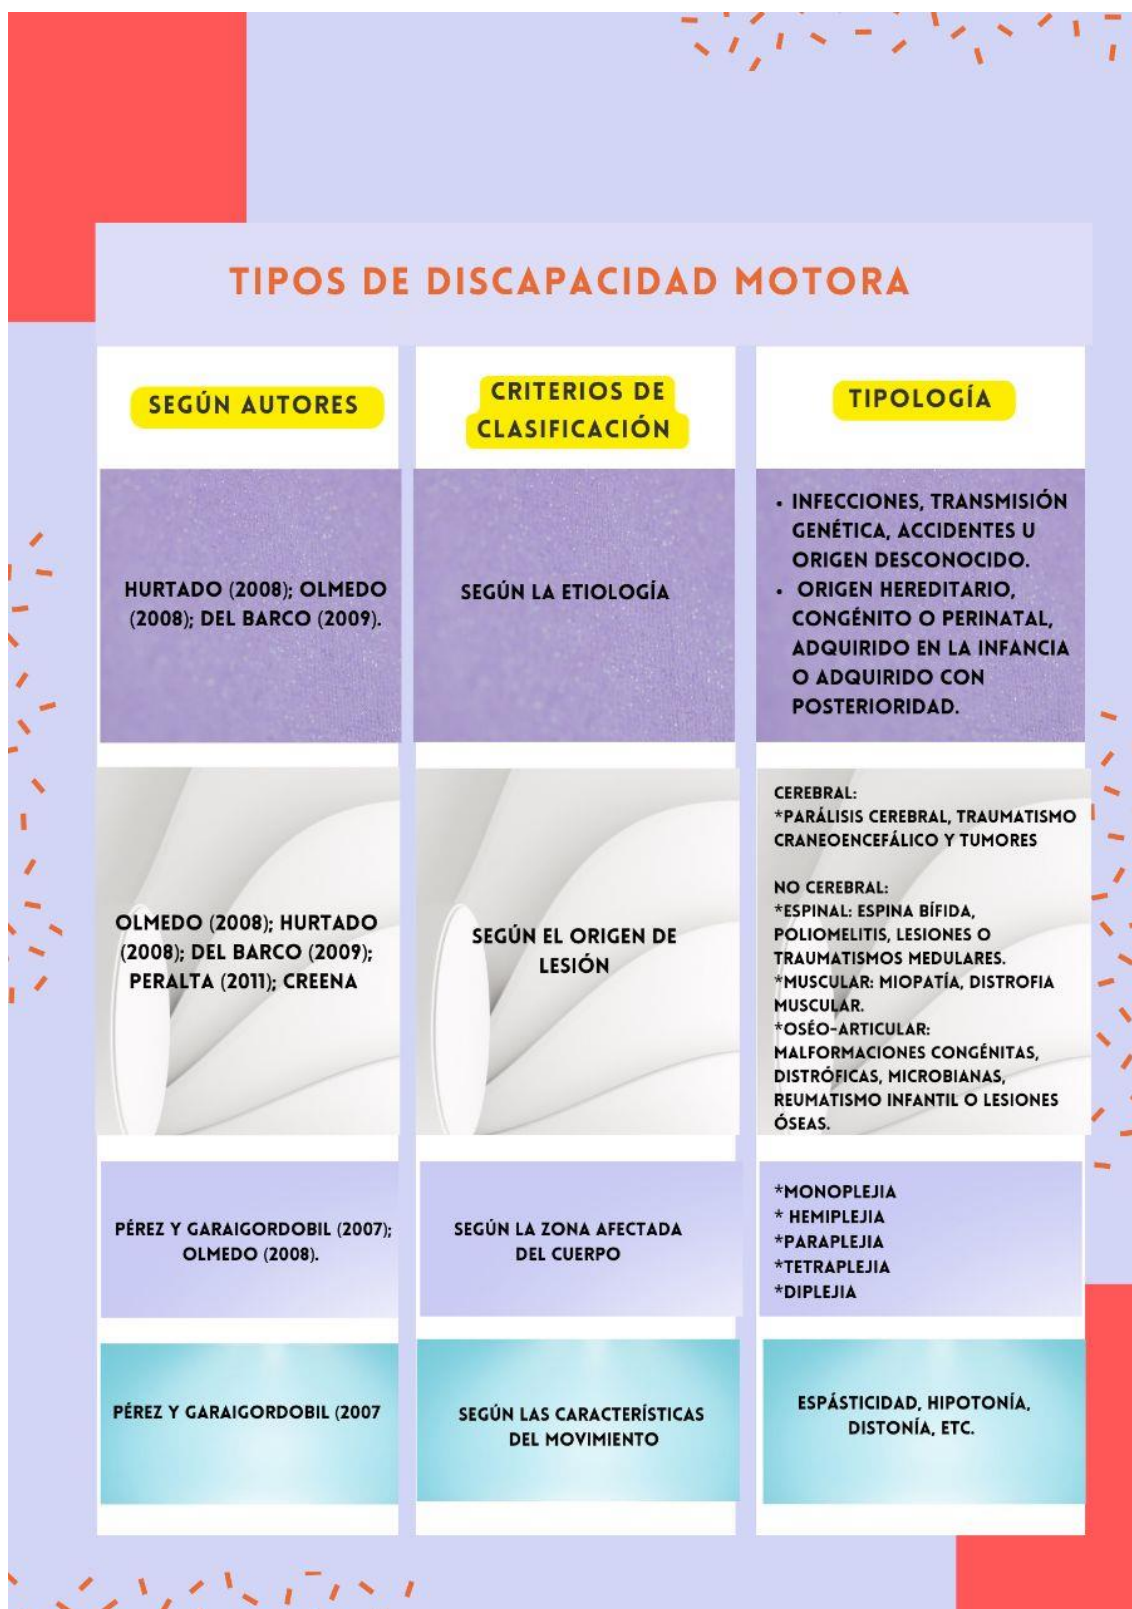 TIPOS DE DISCAPACIDAD MOTORA
SEGÚN AUTORES
CRITERIOS DE
CLASIFICACIÓN
TIPOLOGÍA
HURTADO (2008); OLMEDO
(2008); DEL BARCO (2009).
SEGÚN LA ETIOLOGÍA
• INFECCIONES, TRANSMISIÓN
GENÉTICA, ACCIDENTES U
ORIGEN DESCONOCIDO.
• ORIGEN HEREDITARIO,
CONGÉNITO O PERINATAL,
ADQUIRIDO EN LA INFANCIA
O ADQUIRIDO CON
POSTERIORIDAD.
OLMEDO (2008); HURTADO
(2008); DEL BARCO (2009);
PERALTA (2011); CREENA
SEGÚN EL ORIGEN DE
LESIÓN
CEREBRAL:
*PARÁLISIS CEREBRAL, TRAUMATISMO
CRANEOENCEFÁLICO Y TUMORES
NO CEREBRAL:
*ESPINAL: ESPINA BÍFIDA,
POLIOMELITIS, LESIONES O
TRAUMATISMOS MEDULARES.
*MUSCULAR: MIOPATÍA, DISTROFIA
MUSCULAR.
*OSÉO-ARTICULAR:
MALFORMACIONES CONGÉNITAS,
DISTRÓFICAS, MICROBIANAS,
REUMATISMO INFANTIL O LESIONES
ÓSEAS.
PÉREZ Y GARAIGORDOBIL (2007);
OLMEDO (2008).
SEGÚN LA ZONA AFECTADA
DEL CUERPO
*MONOPLEJIA
* HEMIPLEJIA
*PARAPLEJIA
*TETRAPLEJIA
*DIPLEJIA
PÉREZ Y GARAIGORDOBIL (2007
SEGÚN LAS CARACTERÍSTICAS
DEL MOVIMIENTO
ESPÁSTICIDAD, HIPOTONÍA,
DISTONÍA, ETC.